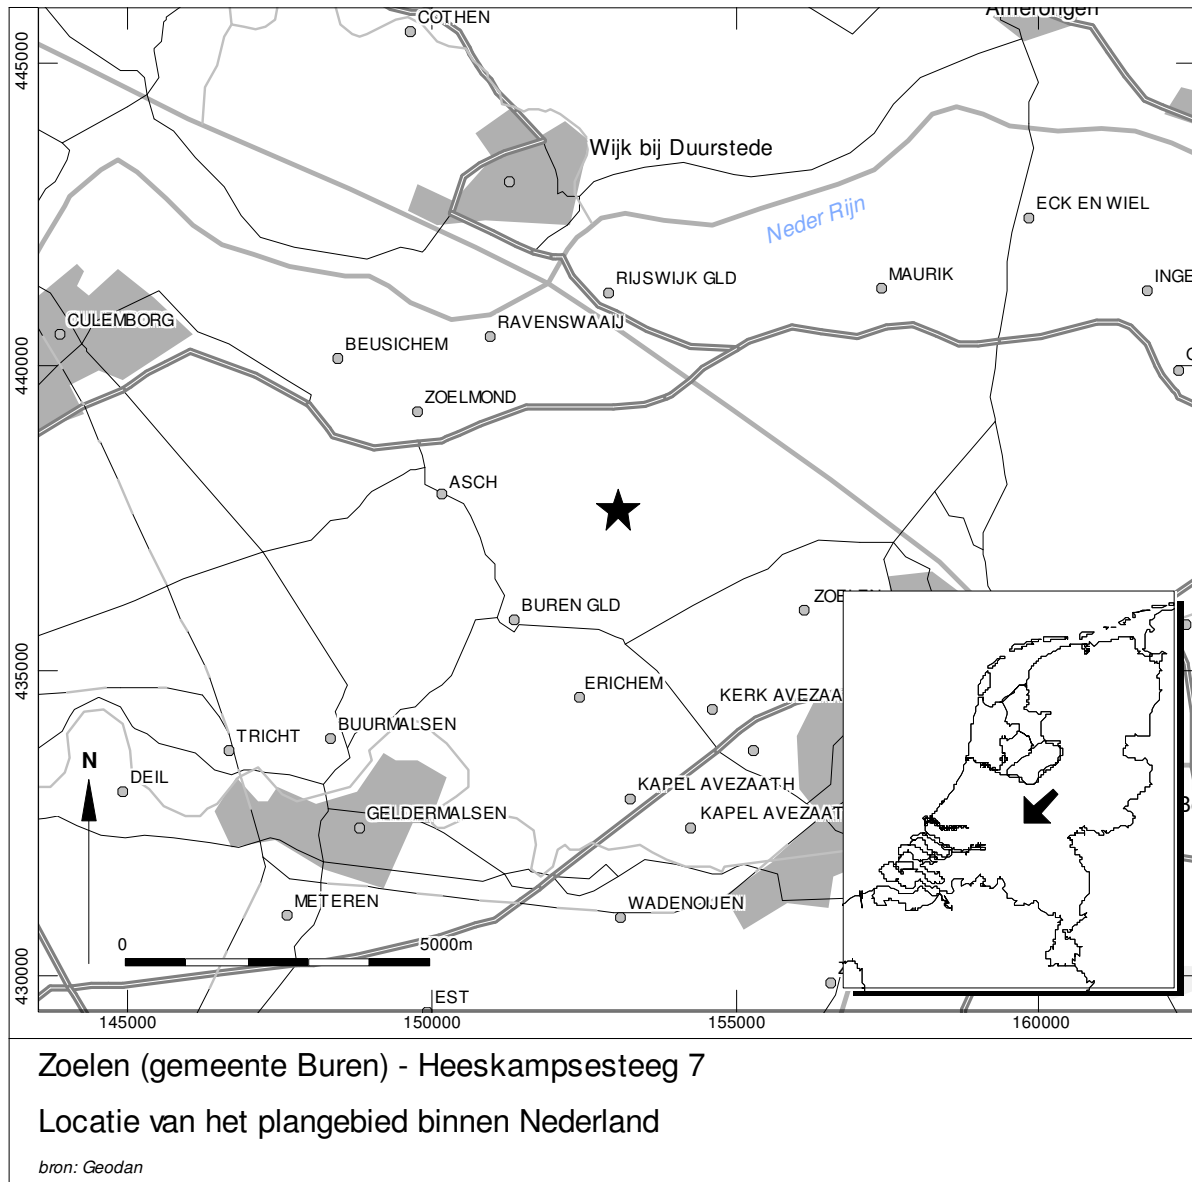 COTHEN
Amerongen
445000
Wijk bij Duurstede
ECK EN WIEL
Neder Rijn
RIJSWIJK GLD
MAURIK
INGE
CULEMBORG
RAVENSWAAIJ
BEUSICHEM
440000
ZOELMOND
ASCH
ZOELEN
BUREN GLD
435000
ERICHEM
KERK AVEZAA
BUURMALSEN
TRICHT
N
DEIL
KAPEL AVEZAATH
GELDERMALSEN
KAPEL AVEZAAT
METEREN
WADENOIJEN
0 5000m
430000
EST
145000 150000 155000 160000
Zoelen (gemeente Buren) - Heeskampsesteeg 7
Locatie van het plangebied binnen Nederland
bron: Geodan